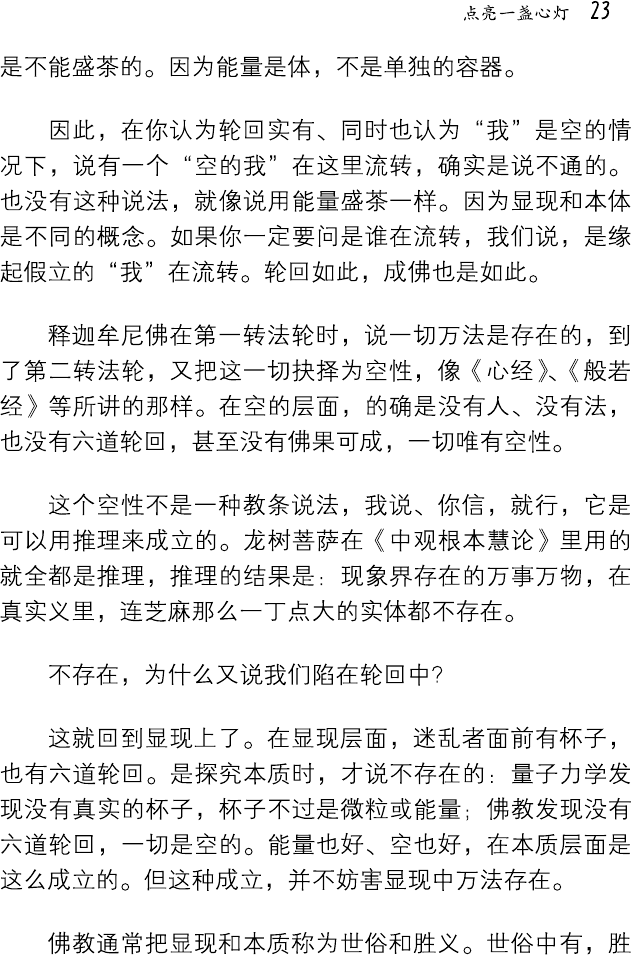 点亮一盏心灯 23
是不能盛茶的。因为能量是体，不是单独的容器。
因此，在你认为轮回实有、同时也认为“我”是空的情
况下，说有一个“空的我”在这里流转，确实是说不通的。
也没有这种说法，就像说用能量盛茶一样。因为显现和本体
是不同的概念。如果你一定要问是谁在流转，我们说，是缘
起假立的“我”在流转。轮回如此，成佛也是如此。
释迦牟尼佛在第一转法轮时，说一切万法是存在的，到
了第二转法轮，又把这一切抉择为空性，像《心经》、《般若
经》等所讲的那样。在空的层面，的确是没有人、没有法，
也没有六道轮回，甚至没有佛果可成，一切唯有空性。
这个空性不是一种教条说法，我说、你信，就行，它是
可以用推理来成立的。龙树菩萨在《中观根本慧论》里用的
就全都是推理，推理的结果是：现象界存在的万事万物，在
真实义里，连芝麻那么一丁点大的实体都不存在。
不存在，为什么又说我们陷在轮回中？
这就回到显现上了。在显现层面，迷乱者面前有杯子，
也有六道轮回。是探究本质时，才说不存在的：量子力学发
现没有真实的杯子，杯子不过是微粒或能量；佛教发现没有
六道轮回，一切是空的。能量也好、空也好，在本质层面是
这么成立的。但这种成立，并不妨害显现中万法存在。
佛教通常把显现和本质称为世俗和胜义。世俗中有，胜